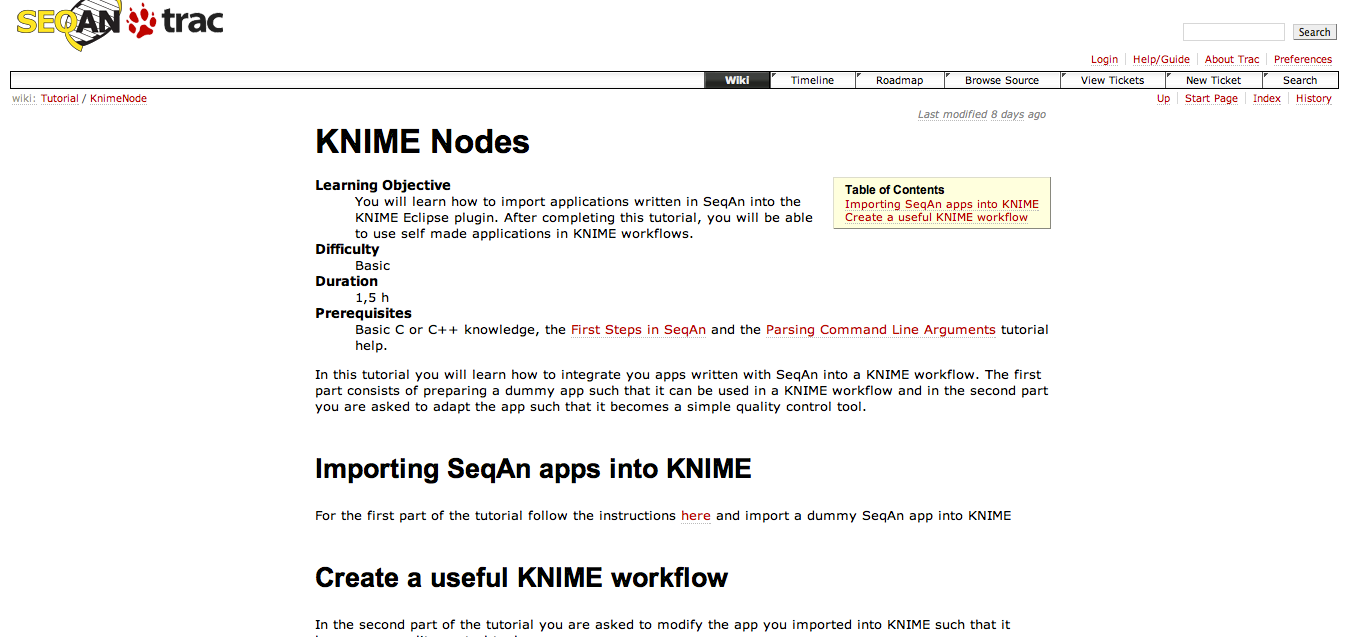 SEQAN trac
Search
Login Help/Guide About Trac Preferences
Wiki Timeline Roadmap Browse Source View Tickets New Ticket Search
wiki: Tutorial / KnimeNode
Up Start Page Index History
Last modified 8 days ago
KNIME Nodes
Table of Contents
Importing SeqAn apps into KNIME
Create a useful KNIME workflow
Learning Objective
You will learn how to import applications written in SeqAn into the
KNIME Eclipse plugin. After completing this tutorial, you will be able
to use self made applications in KNIME workflows.
Difficulty
Basic
Duration
1,5 h
Prerequisites
Basic C or C++ knowledge, the First Steps in SeqAn and the Parsing Command Line Arguments tutorial
help.
In this tutorial you will learn how to integrate you apps written with SeqAn into a KNIME workflow. The first
part consists of preparing a dummy app such that it can be used in a KNIME workflow and in the second part
you are asked to adapt the app such that it becomes a simple quality control tool.
Importing SeqAn apps into KNIME
For the first part of the tutorial follow the instructions here and import a dummy SeqAn app into KNIME
Create a useful KNIME workflow
In the second part of the tutorial you are asked to modify the app you imported into KNIME such that it